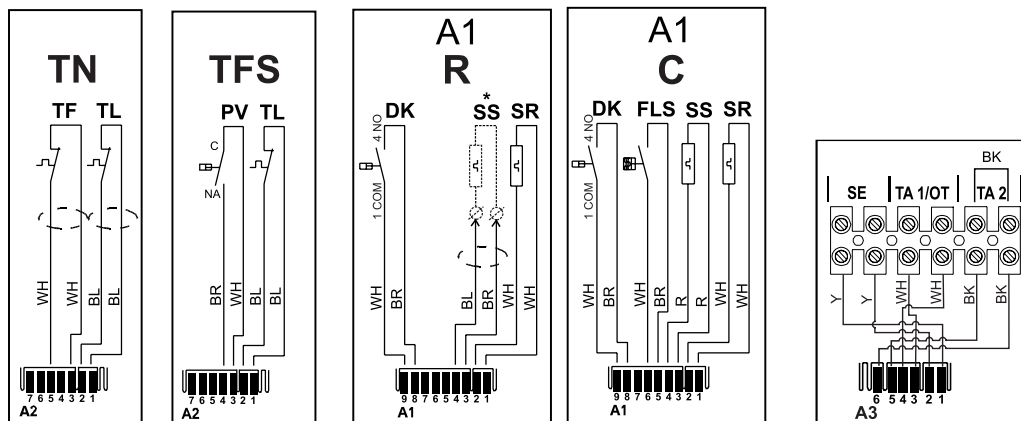 TN
TF TL
WH WH BL BL
7 6 5 4 3 2 1
A2
TFS
PV TL
C
NA
BR WH BL BL
7 6 5 4 3 2 1
A2
A1
R
DK SS* SR
4 NO
1 COM
WH BR BL BR WH WH
9 8 7 6 5 4 3 2 1
A1
A1
C
DK FLS SS SR
4 NO
1 COM
WH BR WH BR R R WH WH
9 8 7 6 5 4 3 2 1
A1
BK
SE TA 1/OT TA 2
Y Y WH WH BK BK
6 5 4 3 2 1
A3